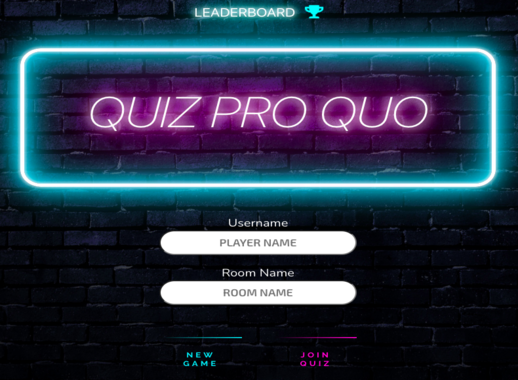 LEADERBOARD
QUIZ PRO QUO
Username
PLAYER NAME
Room Name
ROOM NAME
NEW GAME
JOIN QUIZ